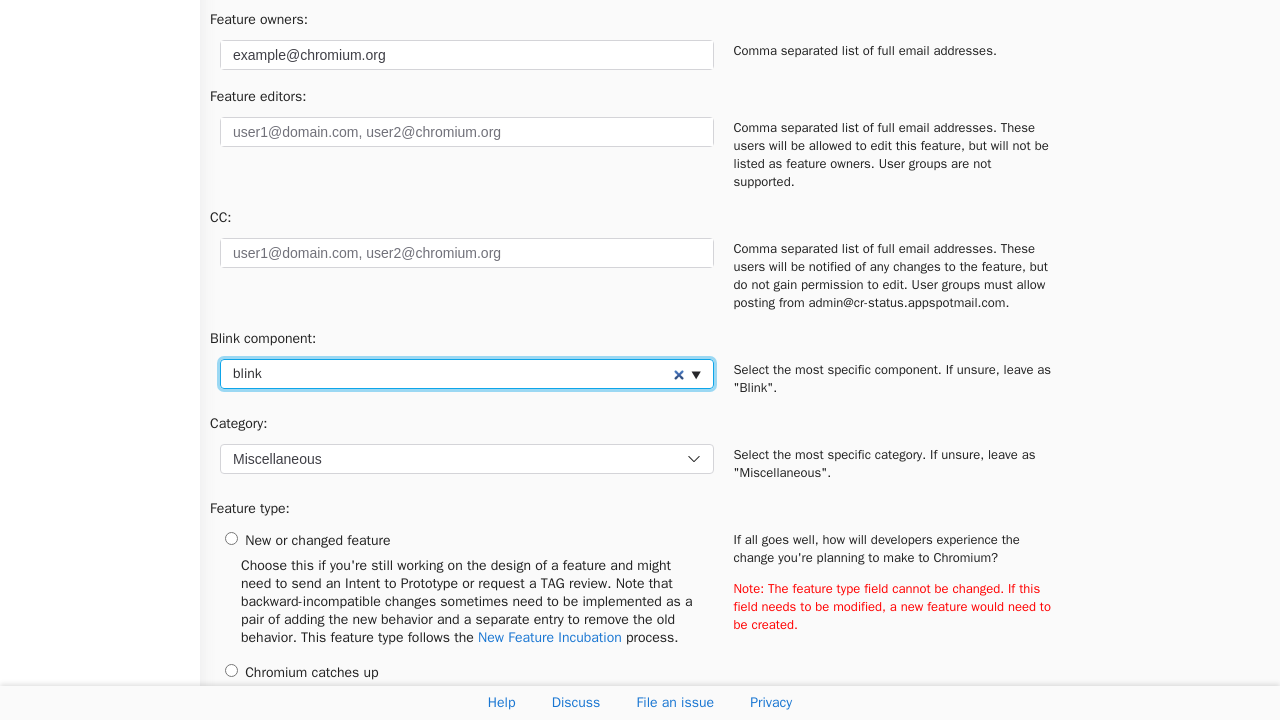 Feature owners:
example@chromium.org
Comma separated list of full email addresses.
Feature editors:
user1@domain.com, user2@chromium.org
Comma separated list of full email addresses. These
users will be allowed to edit this feature, but will not be
listed as feature owners. User groups are not
supported.
CC:
user1@domain.com, user2@chromium.org
Comma separated list of full email addresses. These
users will be notified of any changes to the feature, but
do not gain permission to edit. User groups must allow
posting from admin@cr-status.appspotmail.com.
Blink component:
blink
Select the most specific component. If unsure, leave as
"Blink".
Category:
Miscellaneous
Select the most specific category. If unsure, leave as
"Miscellaneous".
Feature type:
New or changed feature
Choose this if you're still working on the design of a feature and might
need to send an Intent to Prototype or request a TAG review. Note that
backward-incompatible changes sometimes need to be implemented as a
pair of adding the new behavior and a separate entry to remove the old
behavior. This feature type follows the New Feature Incubation process.
If all goes well, how will developers experience the
change you're planning to make to Chromium?
Note: The feature type field cannot be changed. If this
field needs to be modified, a new feature would need to
be created.
Chromium catches up
Help
Discuss
File an issue
Privacy